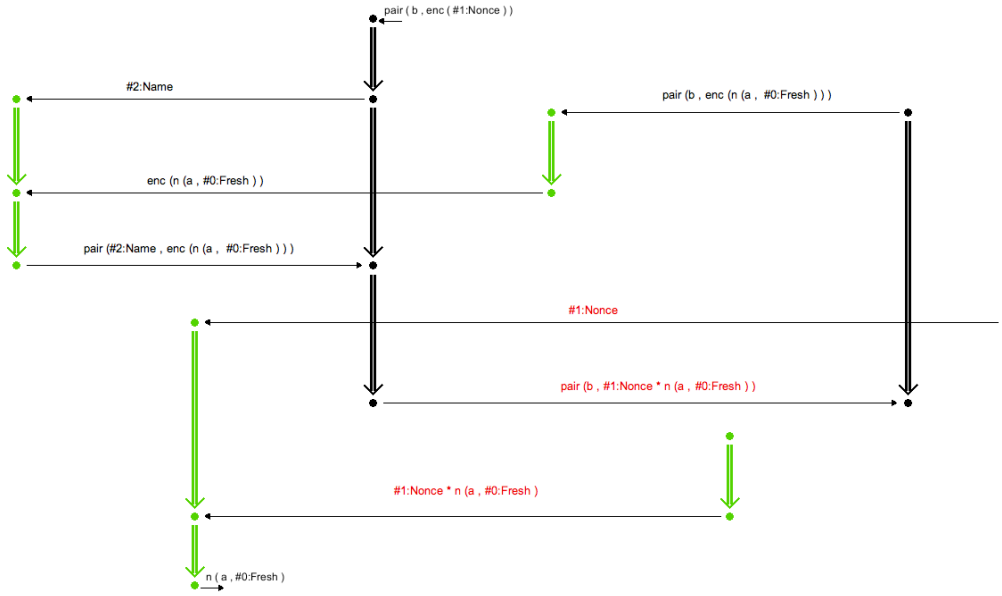 pair ( b , enc ( #1:Nonce ) )
#2:Name
pair (b , enc (n (a , #0:Fresh ) ) )
enc (n (a , #0:Fresh ) )
pair (#2:Name , enc (n (a , #0:Fresh ) ) )
#1:Nonce
pair (b , #1:Nonce * n (a , #0:Fresh ) )
#1:Nonce * n (a , #0:Fresh )
n ( a , #0:Fresh )